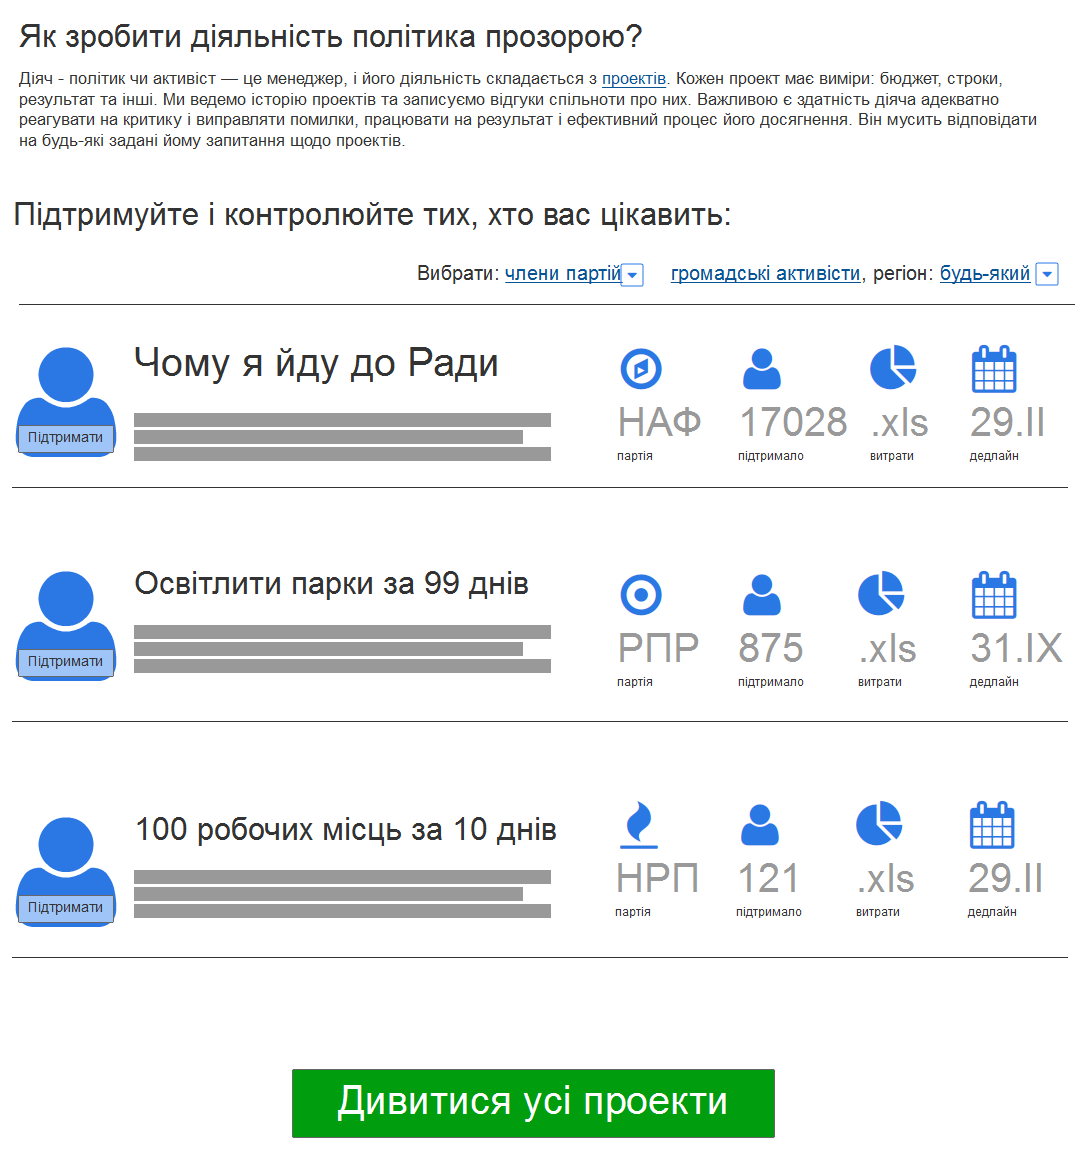 Як зробити діяльність політика прозорою?
Діяч - політик чи активіст — це менеджер, і його діяльність складається з проектів. Кожен проект має виміри: бюджет, строки,
результат та інші. Ми ведемо історію проектів та записуємо відгуки спільноти про них. Важливою є здатність діяча адекватно
реагувати на критику і виправляти помилки, працювати на результат і ефективний процес його досягнення. Він мусить відповідати
на будь-які задані йому запитання щодо проектів.
Підтримуйте і контролюйте тих, хто вас цікавить:
Вибрати: члени партій громадські активісти, регіон: будь-який
Чому я йду до Ради
Підтримати
НАФ 17028 .xls 29.II
партія підтримало витрати дедлайн
Освітлити парки за 99 днів
Підтримати
РПР 875 .xls 31.IX
партія підтримало витрати дедлайн
100 робочих місць за 10 днів
Підтримати
НРП 121 .xls 29.II
партія підтримало витрати дедлайн
Дивитися усі проекти